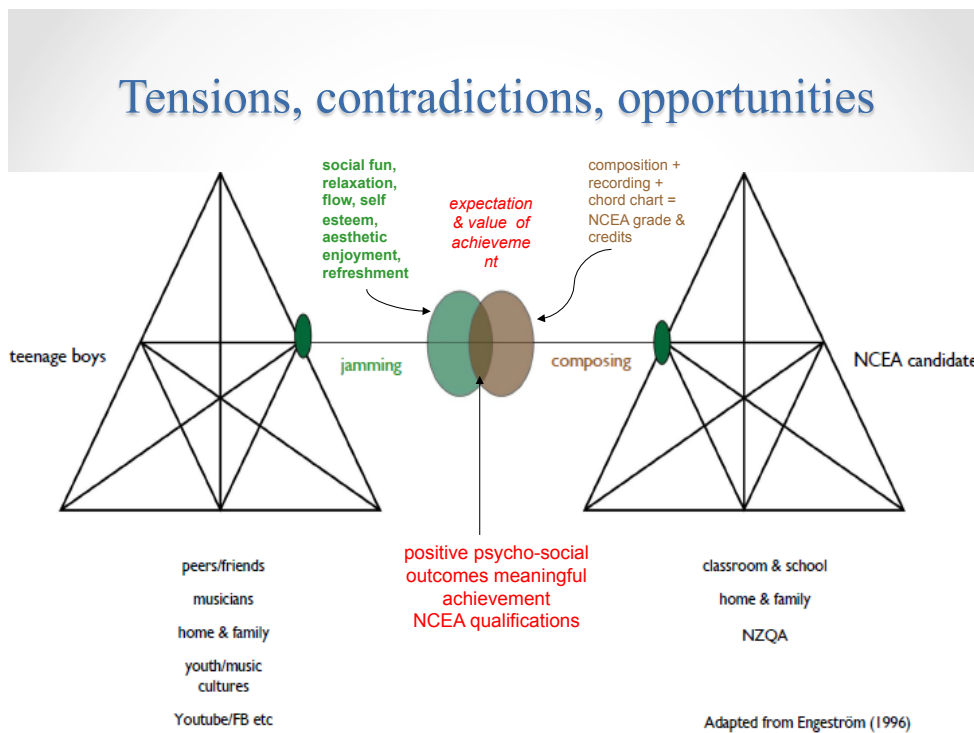 Tensions, contradictions, opportunities
social fun,
relaxation,
flow, self
esteem,
aesthetic
enjoyment,
refreshment
expectation
& value of
achieveme
nt
composition +
recording +
chord chart =
NCEA grade &
credits
teenage boys
jamming
composing
NCEA candidate
positive psycho-social
outcomes meaningful
achievement
NCEA qualifications
peers/friends
musicians
home & family
youth/music
cultures
Youtube/FB etc
classroom & school
home & family
NZQA
Adapted from Engeström (1996)